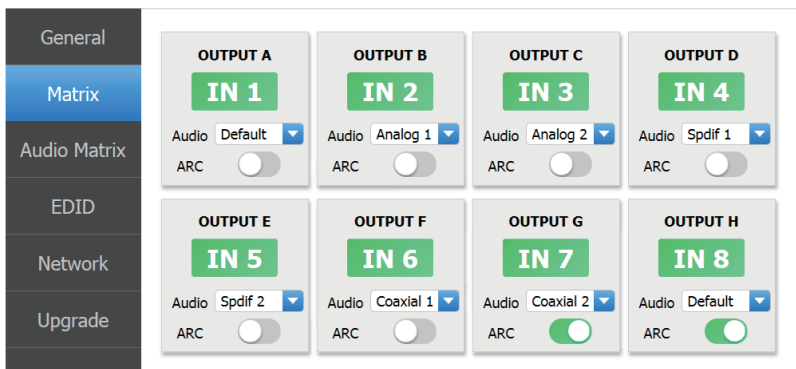 General
Matrix
Audio Matrix
EDID
Network
Upgrade
OUTPUT A
IN 1
Audio Default
ARC
OUTPUT B
IN 2
Audio Analog 1
ARC
OUTPUT C
IN 3
Audio Analog 2
ARC
OUTPUT D
IN 4
Audio Spdif 1
ARC
OUTPUT E
IN 5
Audio Spdif 2
ARC
OUTPUT F
IN 6
Audio Coaxial 1
ARC
OUTPUT G
IN 7
Audio Coaxial 2
ARC
OUTPUT H
IN 8
Audio Default
ARC